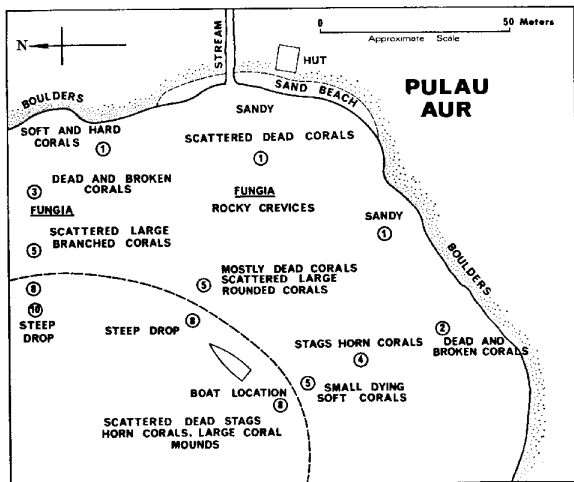 0 50 Meters
Approximate Scale
N
STREAM
HUT
SAND BEACH
PULAU
AUR
BOULDERS
SANDY
SOFT AND HARD
CORALS
1
SCATTERED DEAD CORALS
1
DEAD AND BROKEN
CORALS
3
FUNGIA
FUNGIA
ROCKY CREVICES
SANDY
1
SCATTERED LARGE
BRANCHED CORALS
5
BOULDERS
MOSTLY DEAD CORALS
SCATTERED LARGE
ROUNDED CORALS
5
8
10
STEEP
DROP
STEEP DROP
8
2
DEAD AND
BROKEN CORALS
STAGS HORN CORALS
4
BOAT LOCATION
8
5
SMALL DYING
SOFT CORALS
SCATTERED DEAD STAGS
HORN CORALS. LARGE CORAL
MOUNDS